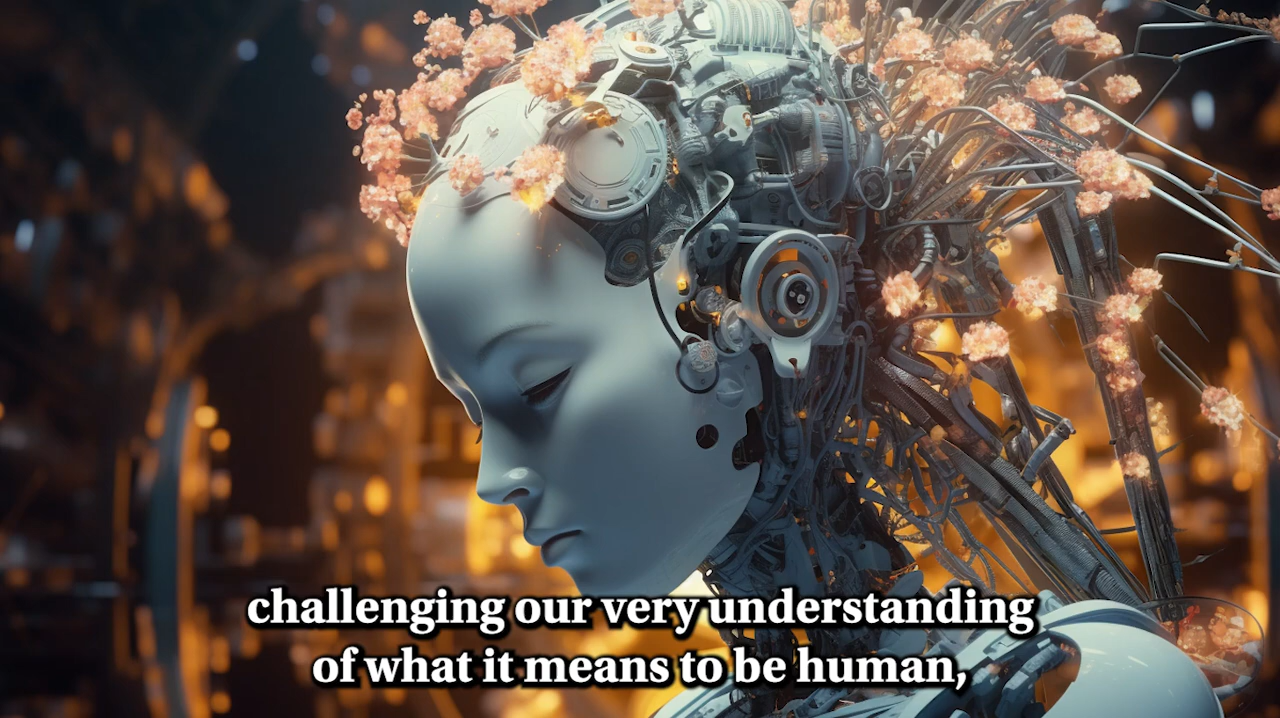 challenging our very understanding
of what it means to be human,